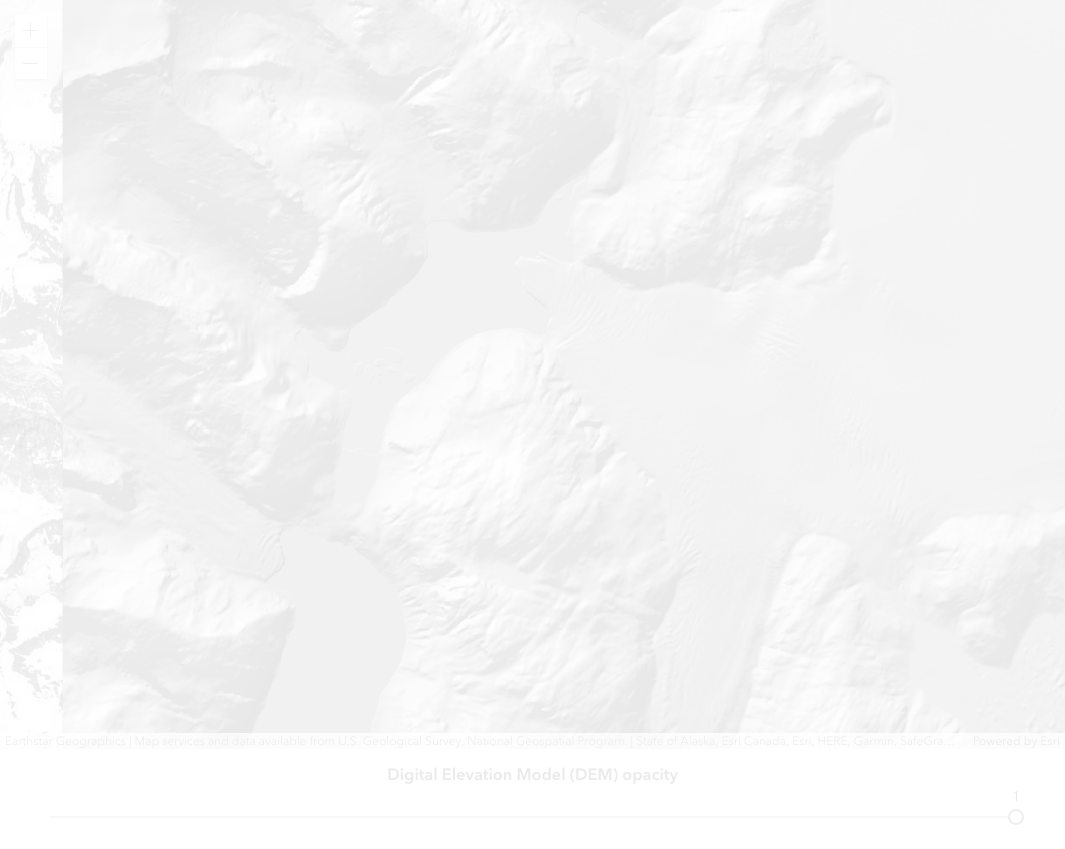 Earthstar Geographics | Map services and data available from U.S. Geological Survey, National Geospatial Program. | State of Alaska, Esri Canada, Esri, HERE, Garmin, SafeGra... Powered by Esri
Digital Elevation Model (DEM) opacity
1